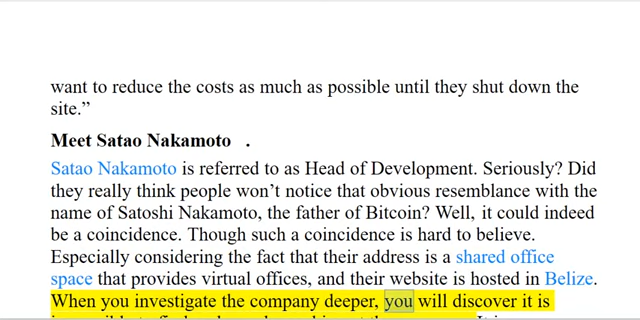 want to reduce the costs as much as possible until they shut down the
site.”
Meet Satao Nakamoto .
Satao Nakamoto is referred to as Head of Development. Seriously? Did
they really think people won’t notice that obvious resemblance with the
name of Satoshi Nakamoto, the father of Bitcoin? Well, it could indeed
be a coincidence. Though such a coincidence is hard to believe.
Especially considering the fact that their address is a shared office
space that provides virtual offices, and their website is hosted in Belize.
When you investigate the company deeper, you will discover it is